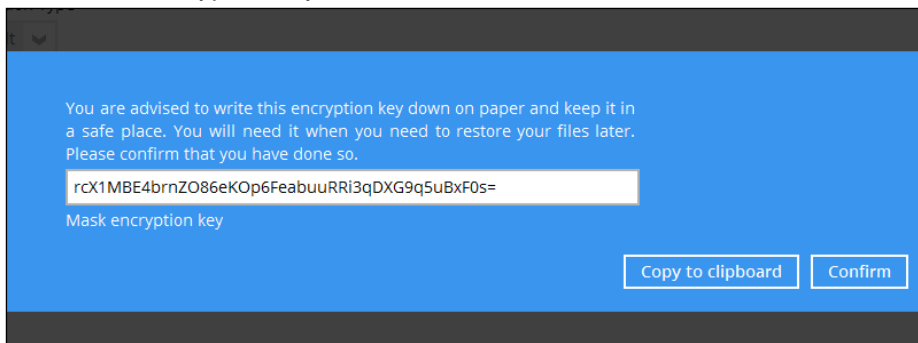 You are advised to write this encryption key down on paper and keep it in
a safe place. You will need it when you need to restore your files later.
Please confirm that you have done so.
rcX1MBE4brnZO86eKOp6FeabuuRRi3qDXG9q5uBxF0s=
Mask encryption key
Copy to clipboard Confirm